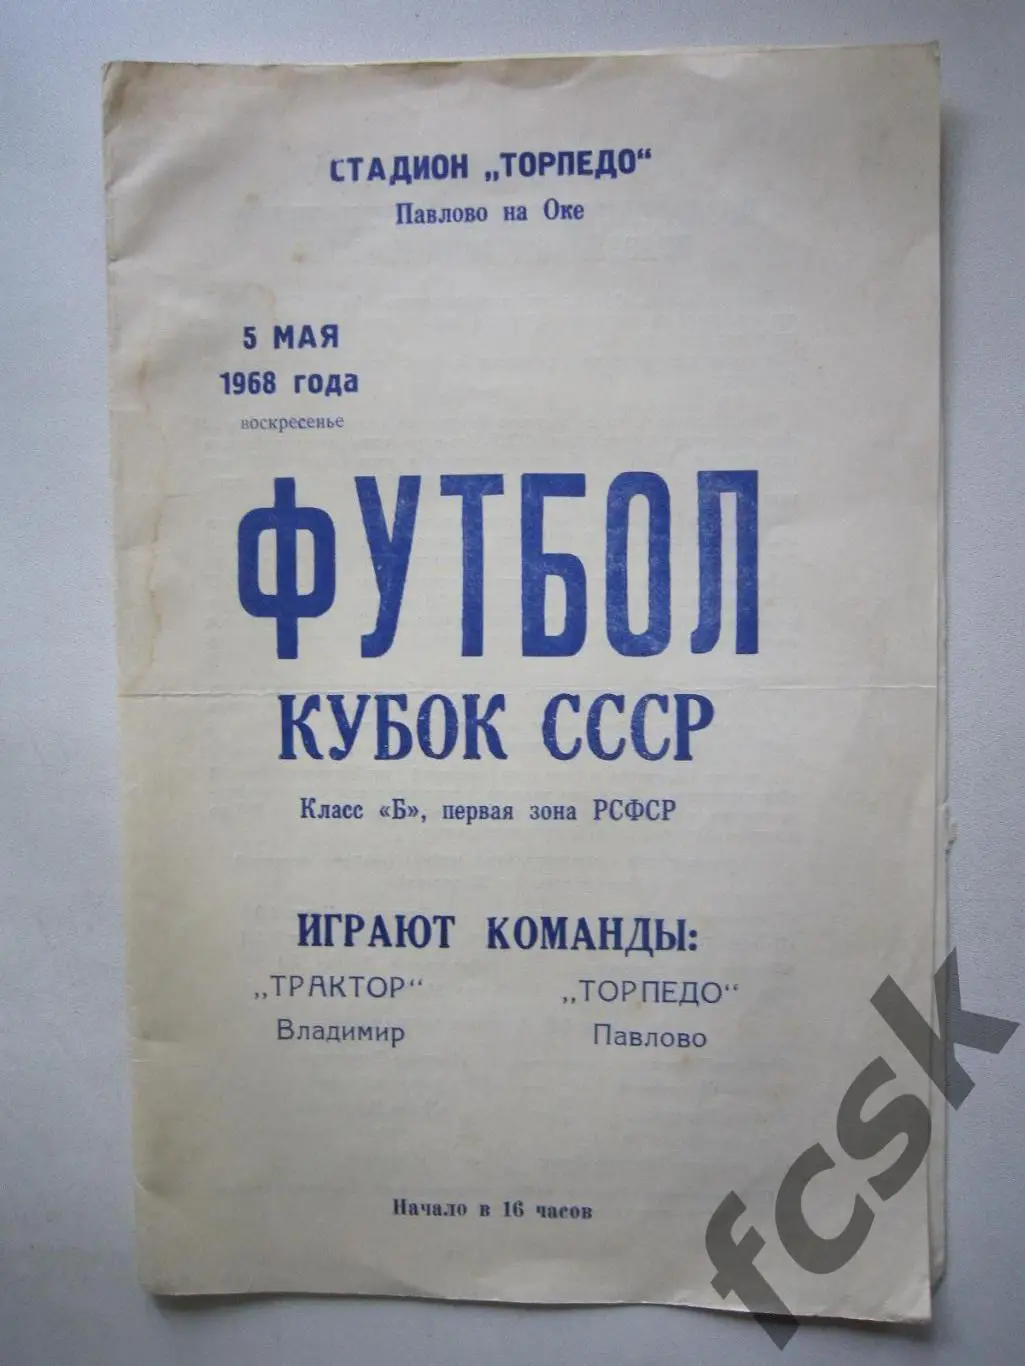 СТАДИОН „ТОРПЕДО“
Павлово на Оке
5 МАЯ
1968 года
воскресенье
ФУТБОЛ
КУБОК СССР
Класс «Б», первая зона РСФСР
ИГРАЮТ КОМАНДЫ:
„ТРАКТОР“ „ТОРПЕДО“
Владимир Павлово
Начало в 16 часов
fcsk